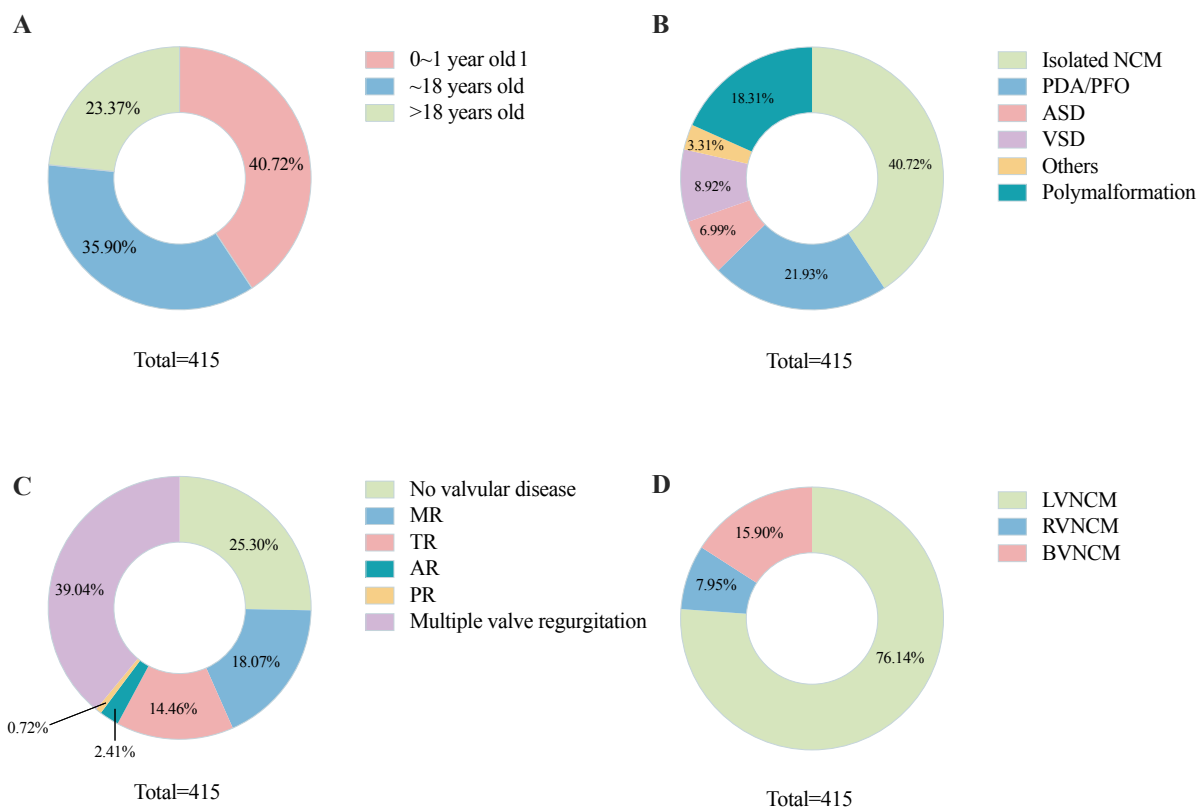 A
0~1 year old l
~18 years old
>18 years old
23.37%
40.72%
35.90%
Total=415
B
Isolated NCM
PDA/PFO
ASD
VSD
Others
Polymalformation
18.31%
3.31%
8.92%
6.99%
21.93%
40.72%
Total=415
C
No valvular disease
MR
TR
AR
PR
Multiple valve regurgitation
25.30%
39.04%
18.07%
14.46%
0.72%
2.41%
Total=415
D
LVNCM
RVNCM
BVNCM
15.90%
7.95%
76.14%
Total=415